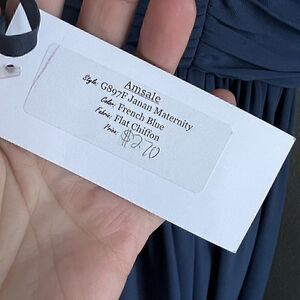 Amsale
Style: G897F Janan Maternity
Color: French Blue
Fabric: Flat Chiffon
Price: $270